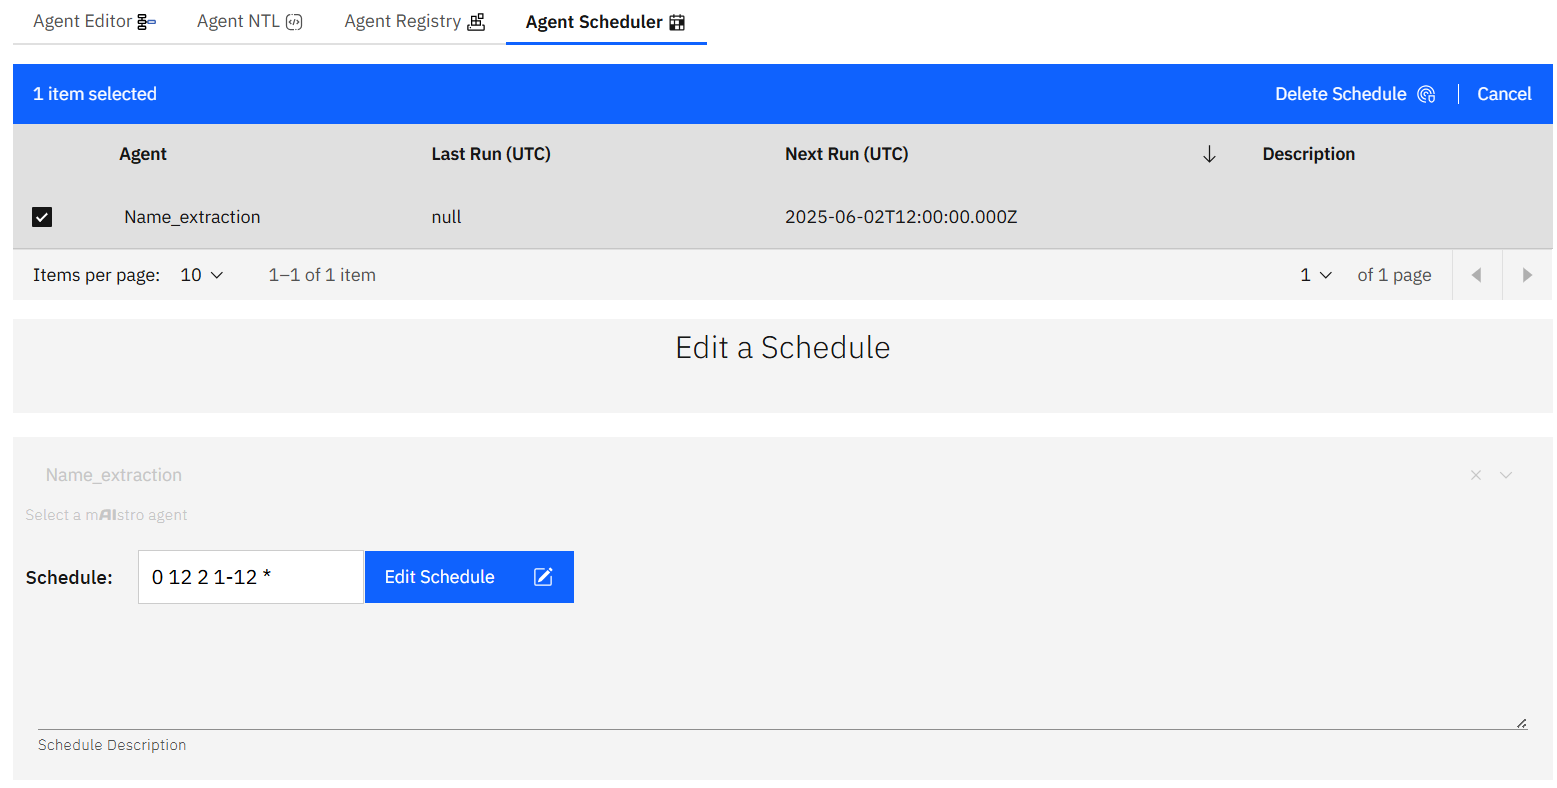 Agent Editor Agent NTL Agent Registry Agent Scheduler
1 item selected Delete Schedule Cancel
Agent Last Run (UTC) Next Run (UTC) Description
Name_extraction null 2025-06-02T12:00:00.000Z
Items per page: 10 1–1 of 1 item 1 of 1 page
Edit a Schedule
Name_extraction
Select a mAIstro agent
Schedule: 0 12 2 1-12 * Edit Schedule
Schedule Description